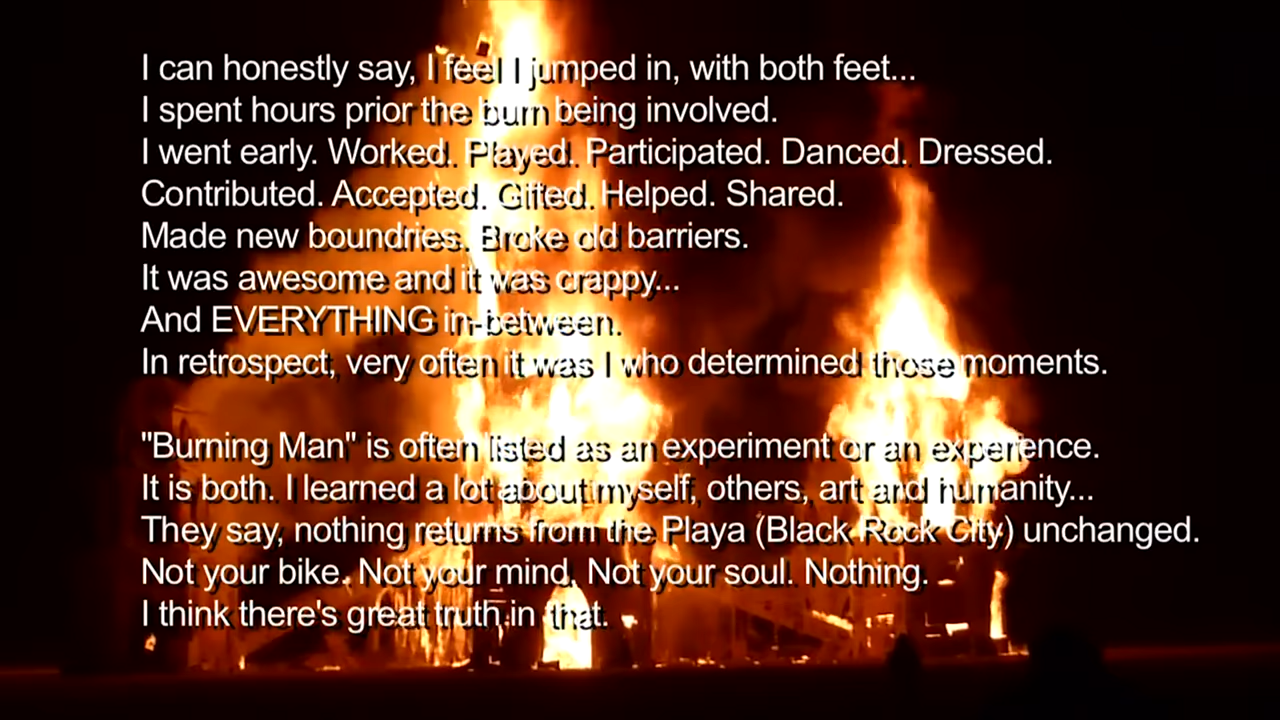 I can honestly say, I feel I jumped in, with both feet...
I spent hours prior the burn being involved.
I went early. Worked. Played. Participated. Danced. Dressed.
Contributed. Accepted. Gifted. Helped. Shared.
Made new boundries. Broke old barriers.
It was awesome and it was crappy...
And EVERYTHING in-between.
In retrospect, very often it was I who determined those moments.
"Burning Man" is often listed as an experiment or an experience.
It is both. I learned a lot about myself, others, art and humanity...
They say, nothing returns from the Playa (Black Rock City) unchanged.
Not your bike. Not your mind. Not your soul. Nothing.
I think there's great truth in that.